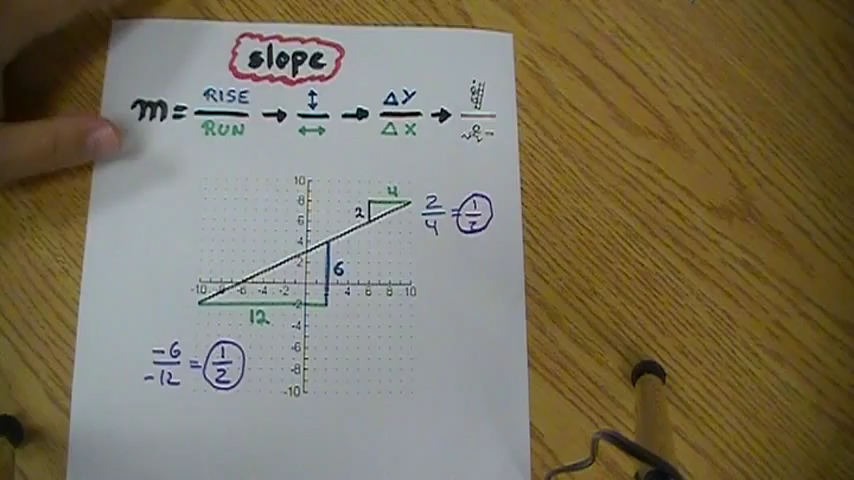 slope
m = RISE / RUN → ↕ / ↔ → ΔY / ΔX →
10
8
6
4
2
-10 -8 -6 -4 -2 2 4 6 8 10
-2
-4
-6
-8
-10
4
2
2/4 = 1/2
6
12
-6/-12 = 1/2